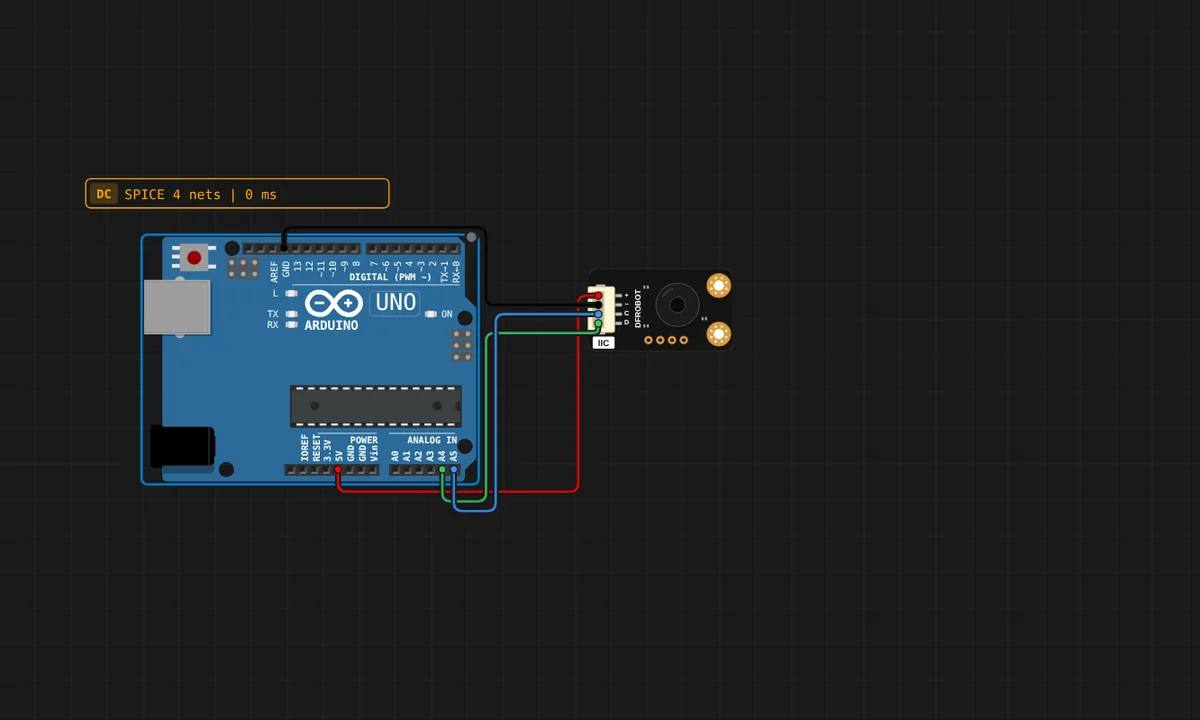 DC SPICE 4 nets | 0 ms
AREF
GND
13
12
~11
~10
~9
8
7
~6
~5
4
~3
2
TX→1
RX←0
DIGITAL (PWM ~)
L
TX
RX
UNO
ON
ARDUINO
+
-
C
D
DFROBOT
IIC
IOREF
RESET
3.3V
5V
GND
GND
Vin
POWER
ANALOG IN
A0
A1
A2
A3
A4
A5